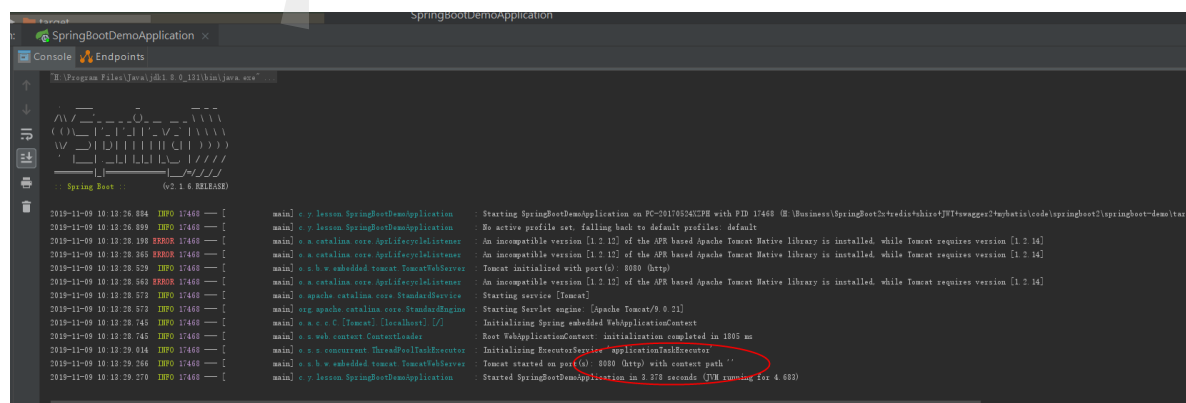 SpringBootDemoApplication
target
SpringBootDemoApplication ×
Console Endpoints
"H:\Program Files\Java\jdk1.8.0_131\bin\java.exe" ...
:: Spring Boot :: (v2.1.6.RELEASE)
2019-11-09 10:13:26.884 INFO 17468 --- [ main] c.y.lesson.SpringBootDemoApplication : Starting SpringBootDemoApplication on PC-20170524XZPH with PID 17468 (H:\Business\SpringBoot2s+redis+shiro+JWT+swagger2+mybatis\code\springboot2\springboot-demo\tar
2019-11-09 10:13:26.899 INFO 17468 --- [ main] c.y.lesson.SpringBootDemoApplication : No active profile set, falling back to default profiles: default
2019-11-09 10:13:28.198 ERROR 17468 --- [ main] o.a.catalina.core.AprLifecycleListener : An incompatible version [1.2.12] of the APR based Apache Tomcat Native library is installed, while Tomcat requires version [1.2.14]
2019-11-09 10:13:28.365 ERROR 17468 --- [ main] o.a.catalina.core.AprLifecycleListener : An incompatible version [1.2.12] of the APR based Apache Tomcat Native library is installed, while Tomcat requires version [1.2.14]
2019-11-09 10:13:28.529 INFO 17468 --- [ main] o.s.b.w.embedded.tomcat.TomcatWebServer : Tomcat initialized with port(s): 8080 (http)
2019-11-09 10:13:28.563 ERROR 17468 --- [ main] o.a.catalina.core.AprLifecycleListener : An incompatible version [1.2.12] of the APR based Apache Tomcat Native library is installed, while Tomcat requires version [1.2.14]
2019-11-09 10:13:28.573 INFO 17468 --- [ main] o.apache.catalina.core.StandardService : Starting service [Tomcat]
2019-11-09 10:13:28.573 INFO 17468 --- [ main] org.apache.catalina.core.StandardEngine : Starting Servlet engine: [Apache Tomcat/9.0.21]
2019-11-09 10:13:28.745 INFO 17468 --- [ main] o.a.c.c.C.[Tomcat].[localhost].[/] : Initializing Spring embedded WebApplicationContext
2019-11-09 10:13:28.745 INFO 17468 --- [ main] o.s.web.context.ContextLoader : Root WebApplicationContext: initialization completed in 1805 ms
2019-11-09 10:13:29.014 INFO 17468 --- [ main] o.s.s.concurrent.ThreadPoolTaskExecutor : Initializing ExecutorService 'applicationTaskExecutor'
2019-11-09 10:13:29.266 INFO 17468 --- [ main] o.s.b.w.embedded.tomcat.TomcatWebServer : Tomcat started on port(s): 8080 (http) with context path ''
2019-11-09 10:13:29.270 INFO 17468 --- [ main] c.y.lesson.SpringBootDemoApplication : Started SpringBootDemoApplication in 3.378 seconds (JVM running for 4.683)